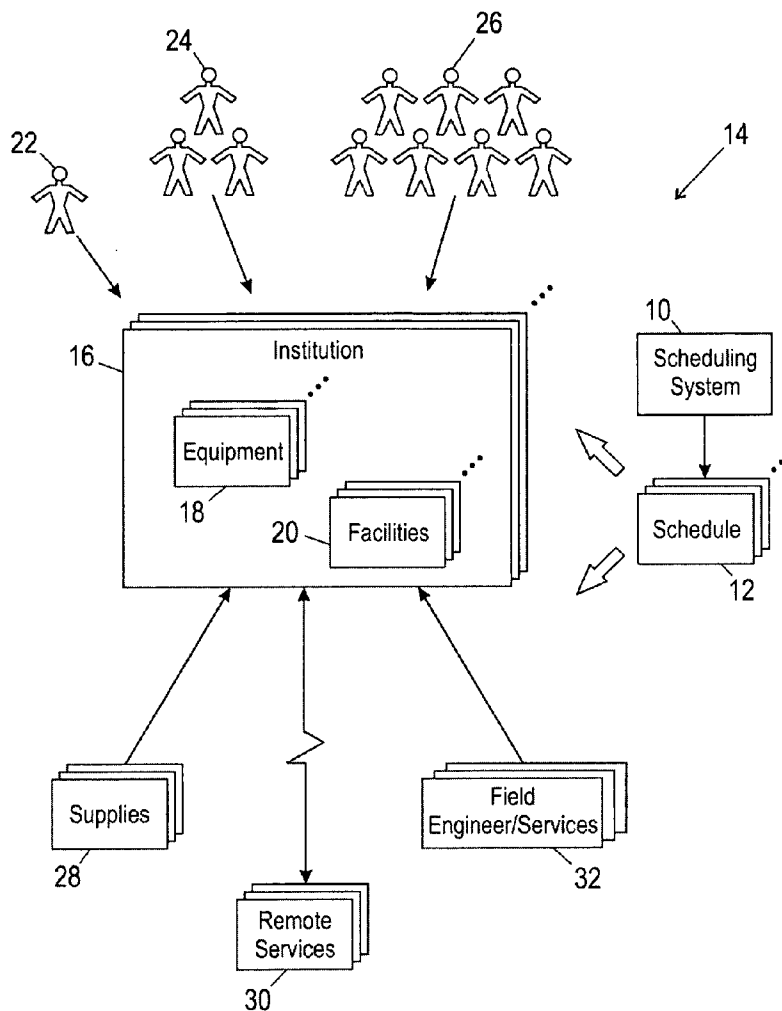 24
26
22
14
16
Institution
10
Scheduling
System
Equipment
18
20
Facilities
Schedule
12
Supplies
28
Field
Engineer/Services
32
Remote
Services
30